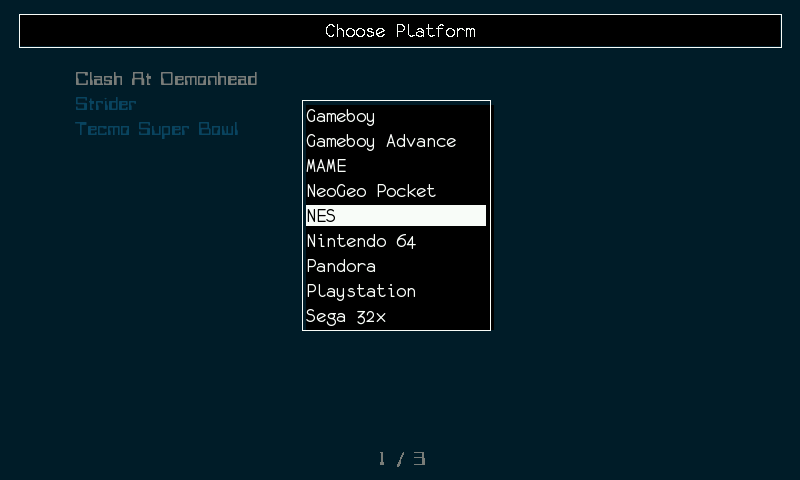 Choose Platform
Clash At Demonhead
Strider
Tecmo Super Bowl
Gameboy
Gameboy Advance
MAME
NeoGeo Pocket
NES
Nintendo 64
Pandora
Playstation
Sega 32x
1 / 3